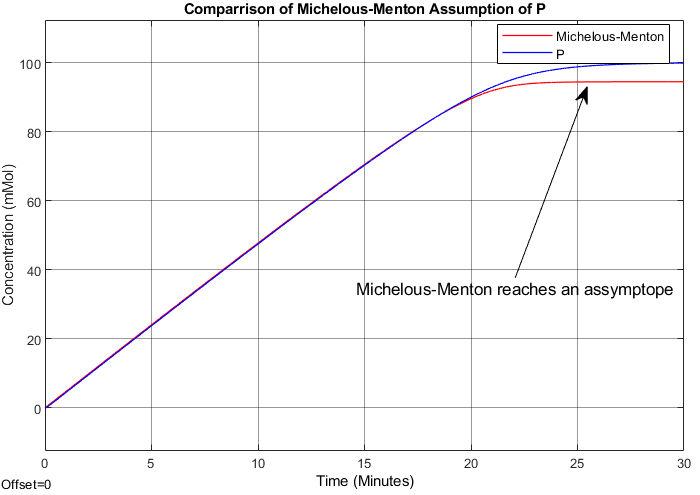 Comparrison of Michelous-Menton Assumption of P
Michelous-Menton
P
100
80
60
40
20
0
Concentration (mMol)
Michelous-Menton reaches an assymptope
0 5 10 15 20 25 30
Time (Minutes)
Offset=0